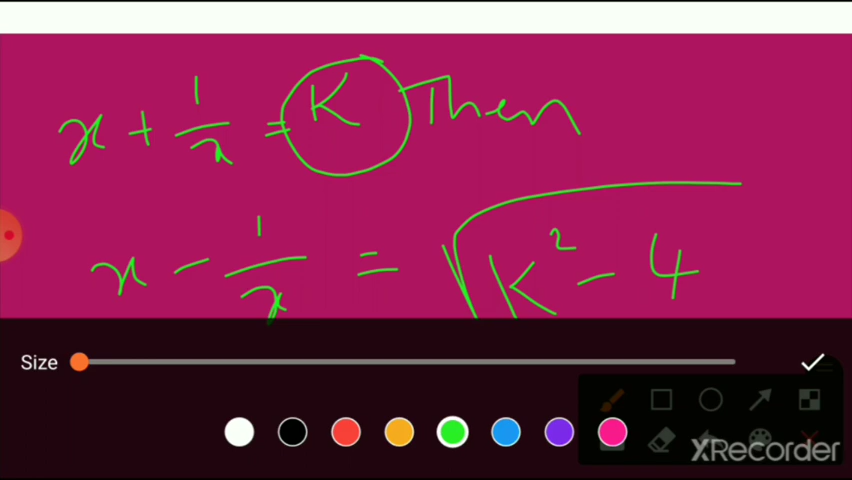 x + 1/x = K Then
x - 1/x = √(K² - 4)
Size
XRecorder